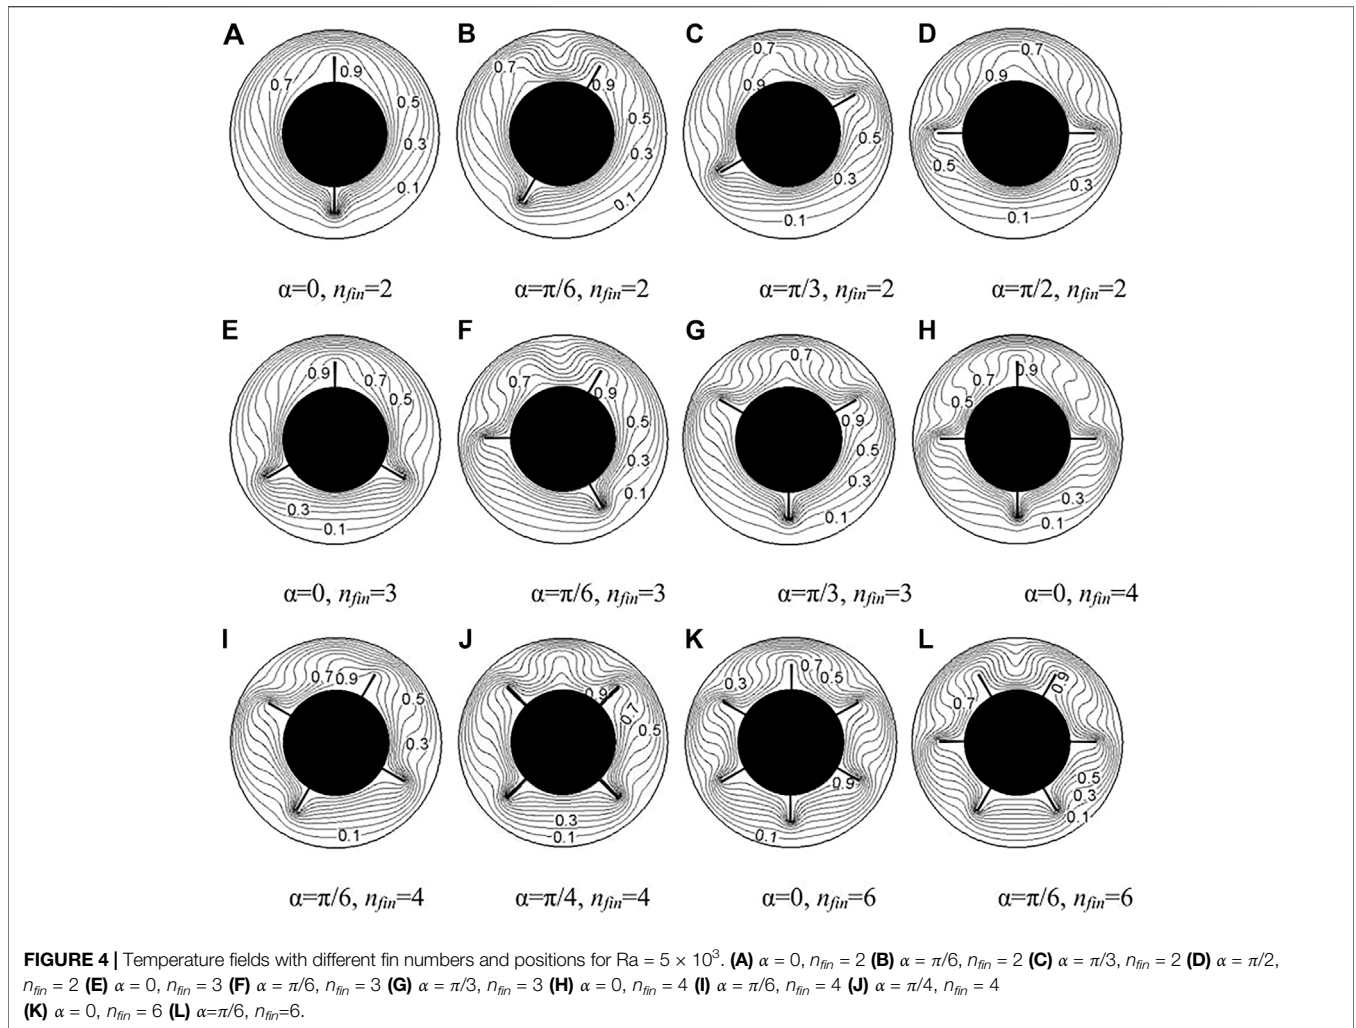 A B C D
0.7 0.9 0.5 0.3 0.1
0.7 0.9 0.5 0.3 0.1
0.7 0.9 0.5 0.3 0.1
0.7 0.9 0.5 0.3 0.1
α=0, nfin=2 α=π/6, nfin=2 α=π/3, nfin=2 α=π/2, nfin=2
E F G H
0.9 0.7 0.5 0.3 0.1
0.7 0.9 0.5 0.3 0.1
0.7 0.9 0.5 0.3 0.1
0.9 0.7 0.5 0.3 0.1
α=0, nfin=3 α=π/6, nfin=3 α=π/3, nfin=3 α=0, nfin=4
I J K L
0.7 0.9 0.5 0.3 0.1
0.9 0.7 0.5 0.3 0.1
0.7 0.5 0.3 0.9 0.1
0.9 0.7 0.5 0.3 0.1
α=π/6, nfin=4 α=π/4, nfin=4 α=0, nfin=6 α=π/6, nfin=6
FIGURE 4 | Temperature fields with different fin numbers and positions for Ra = 5 × 10³. (A) α = 0, nfin = 2 (B) α = π/6, nfin = 2 (C) α = π/3, nfin = 2 (D) α = π/2,
nfin = 2 (E) α = 0, nfin = 3 (F) α = π/6, nfin = 3 (G) α = π/3, nfin = 3 (H) α = 0, nfin = 4 (I) α = π/6, nfin = 4 (J) α = π/4, nfin = 4
(K) α = 0, nfin = 6 (L) α=π/6, nfin=6.